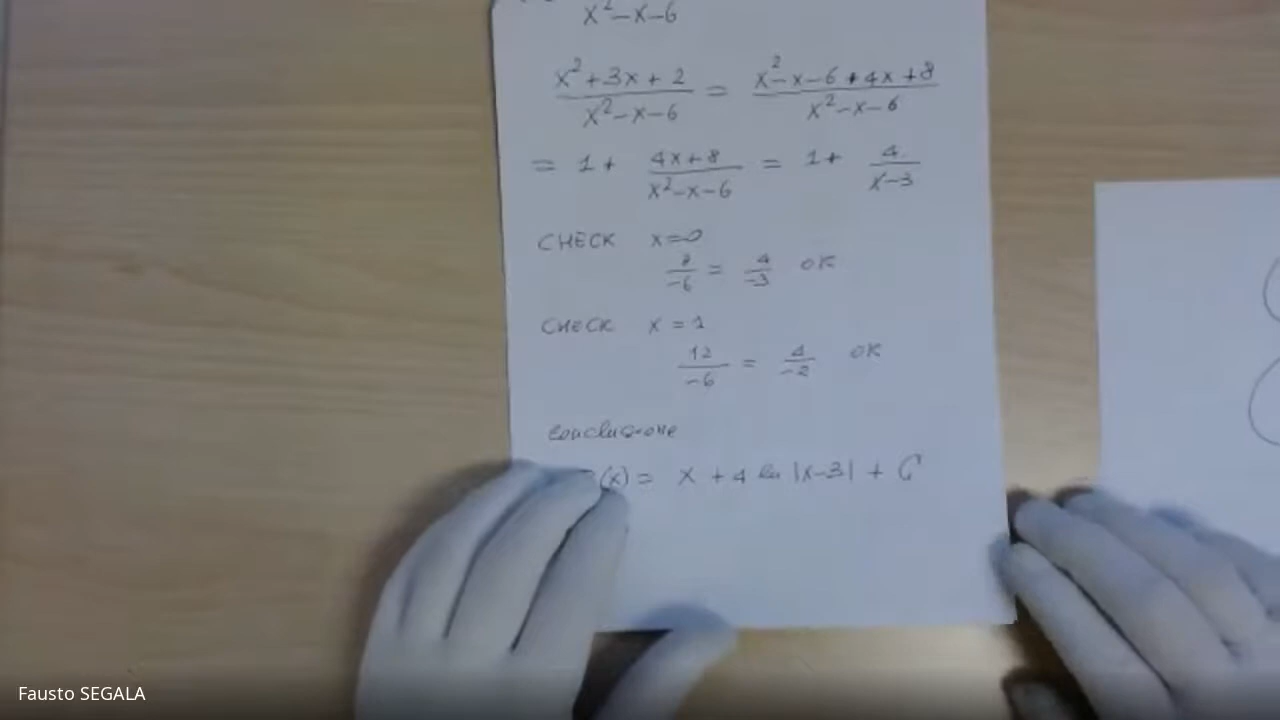 x²-x-6
x²+3x+2 / x²-x-6 = x²-x-6+4x+8 / x²-x-6
= 1+ 4x+8 / x²-x-6 = 1+ 4 / x-3
CHECK x=0
8/-6 = 4/-3 OK
CHECK x=1
12/-6 = 4/-2 OK
conclusione
(x)= x+4 ln |x-3| + C
Fausto SEGALA